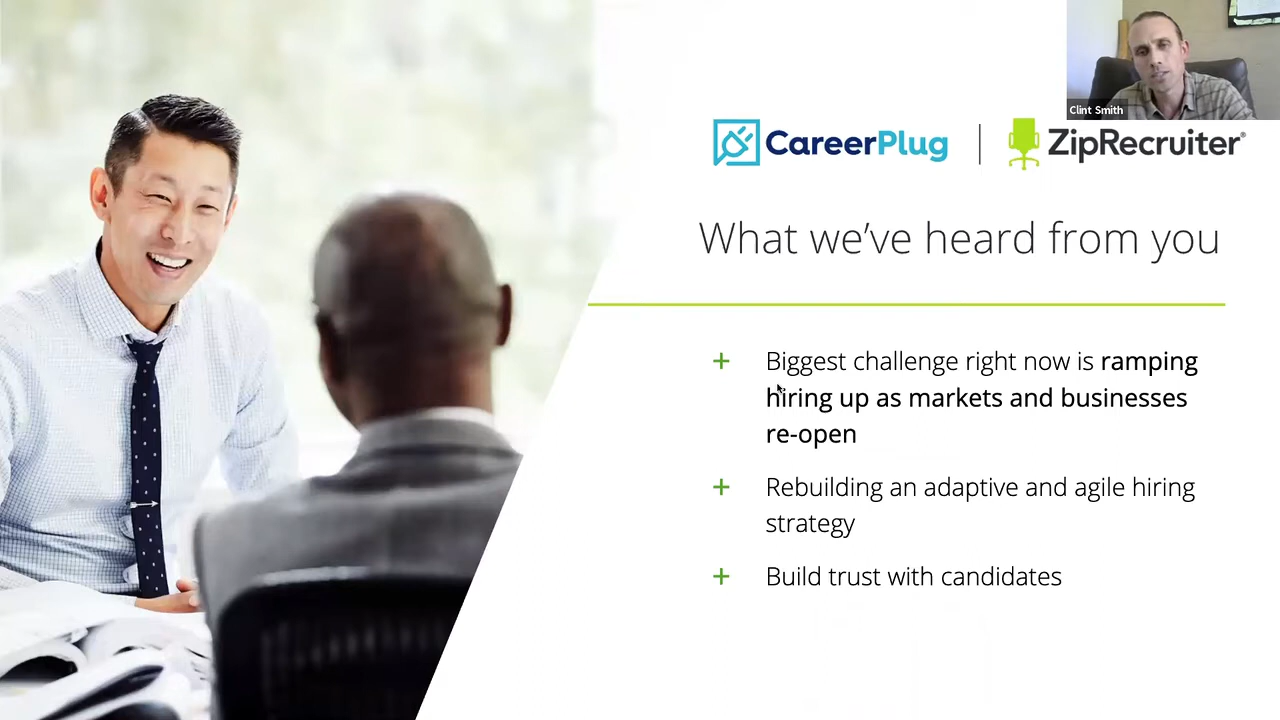 Clint Smith
CareerPlug
ZipRecruiter®
What we’ve heard from you
+ Biggest challenge right now is ramping
hiring up as markets and businesses
re-open
+ Rebuilding an adaptive and agile hiring
strategy
+ Build trust with candidates